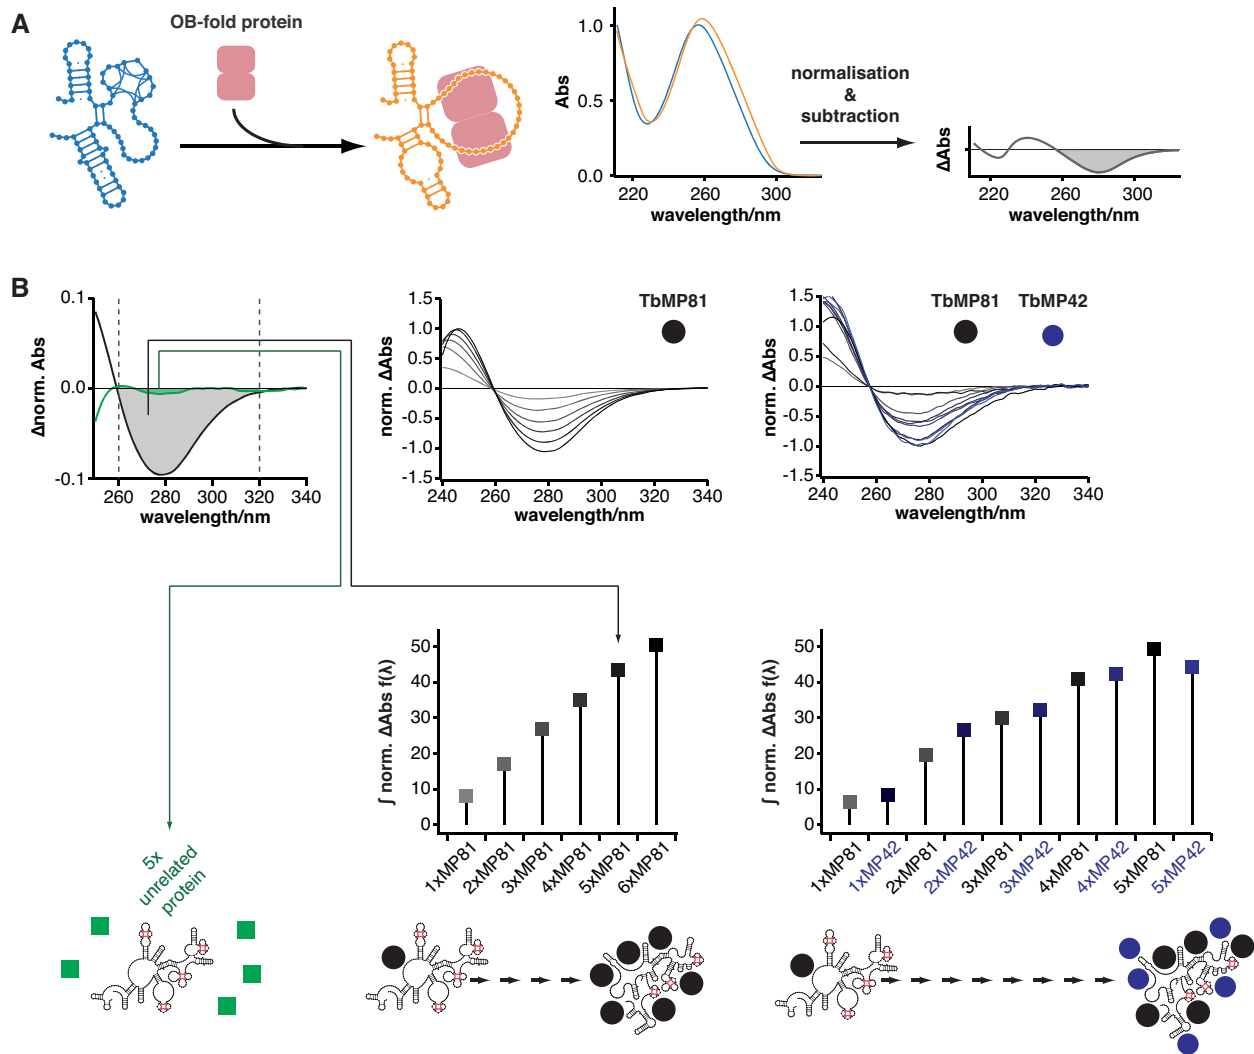 A
OB-fold protein
1.0
0.5
0.0
Abs
220
260
300
wavelength/nm
normalisation
&
subtraction
ΔAbs
220
260
300
wavelength/nm
B
0.1
0.0
-0.1
Δnorm. Abs
260
280
300
320
340
wavelength/nm
1.5
1.0
0.5
0.0
-0.5
-1.0
-1.5
norm. ΔAbs
TbMP81
240
260
280
300
320
340
wavelength/nm
1.5
1.0
0.5
0.0
-0.5
-1.0
-1.5
norm. ΔAbs
TbMP81 TbMP42
240
260
280
300
320
340
wavelength/nm
50
40
30
20
10
0
∫ norm. ΔAbs f(λ)
1xMP81
2xMP81
3xMP81
4xMP81
5xMP81
6xMP81
50
40
30
20
10
0
∫ norm. ΔAbs f(λ)
1xMP81
1xMP42
2xMP81
2xMP42
3xMP81
3xMP42
4xMP81
4xMP42
5xMP81
5xMP42
5x
unrelated
protein